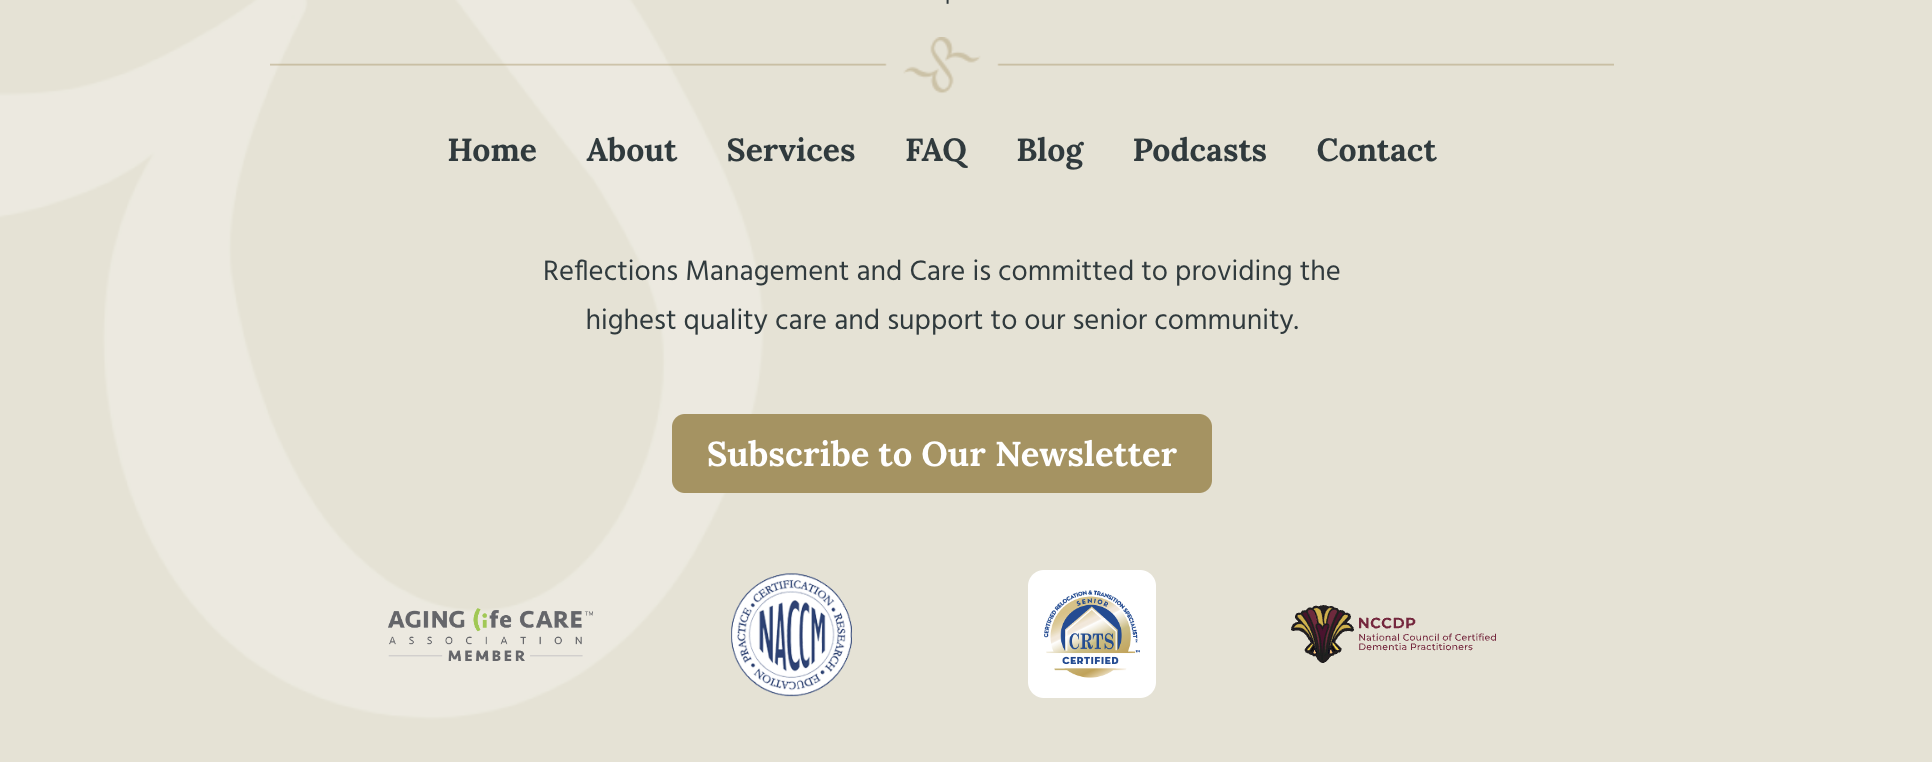 Home About Services FAQ Blog Podcasts Contact
Reflections Management and Care is committed to providing the
highest quality care and support to our senior community.
Subscribe to Our Newsletter
AGING life CARE™
ASSOCIATION
MEMBER
PRACTICE • CERTIFICATION • RESEARCH • EDUCATION •
NACCM
CERTIFIED RELOCATION & TRANSITION SPECIALIST™
SENIOR
CRTS
CERTIFIED
NCCDP
National Council of Certified
Dementia Practitioners